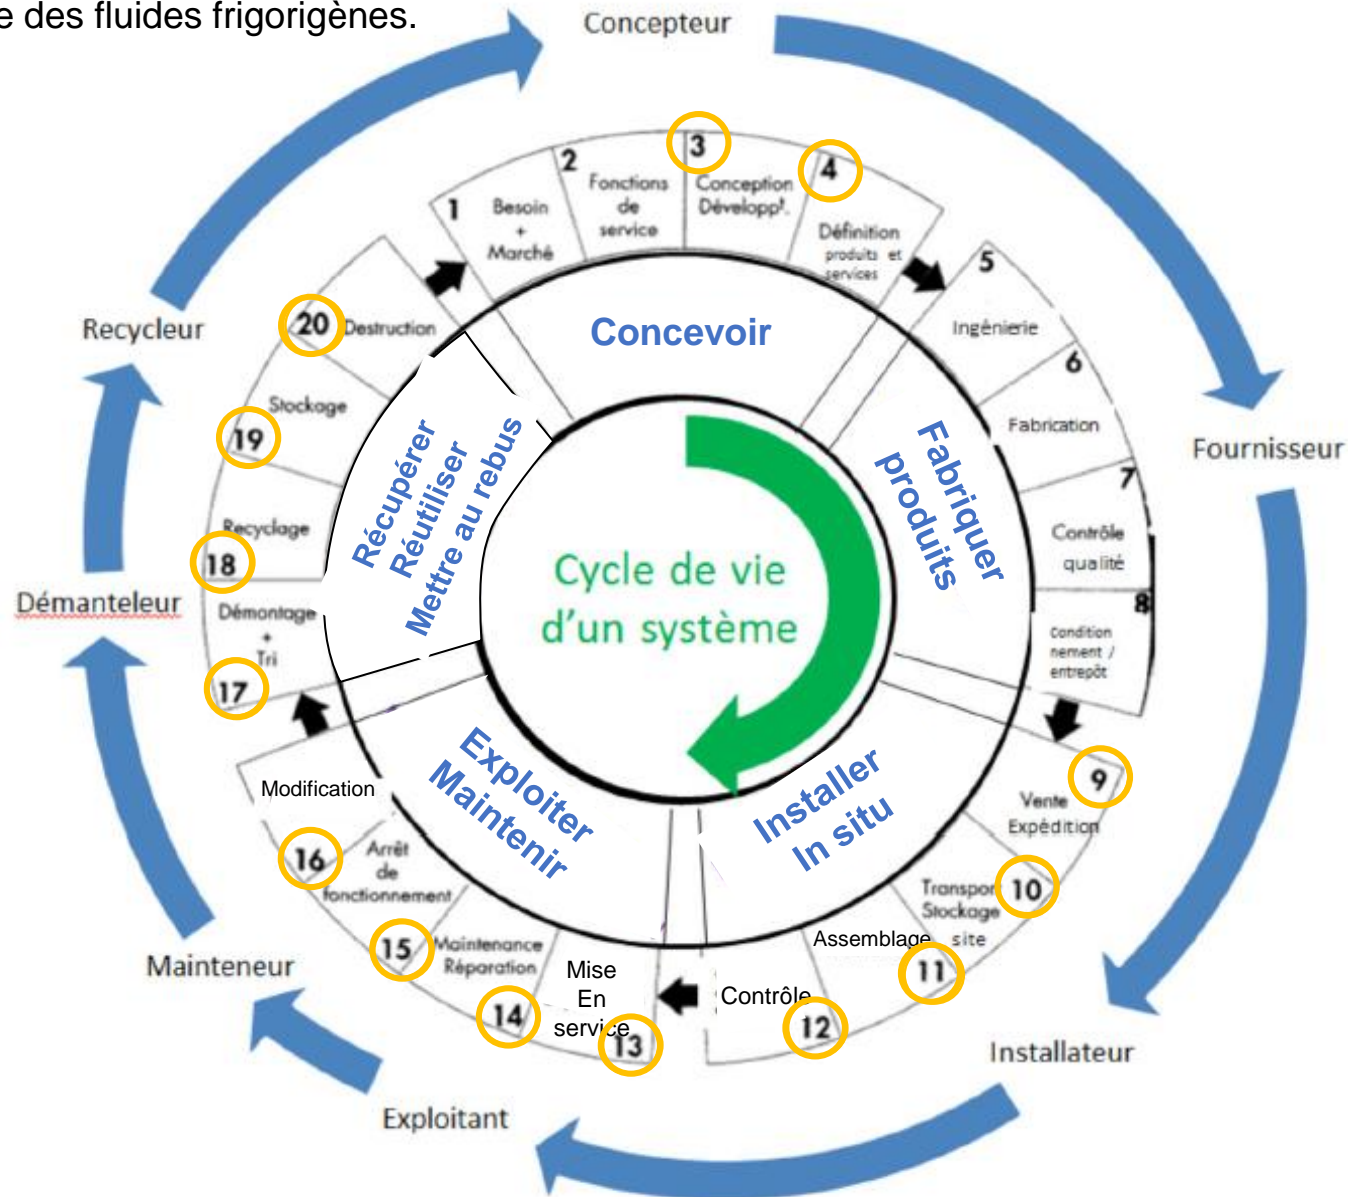 e des fluides frigorigènes.
Concepteur
Fournisseur
Installateur
Exploitant
Mainteneur
Démanteleur
Recycleur
Cycle de vie
d'un système
Concevoir
Fabriquer
produits
Installer
In situ
Exploiter
Maintenir
Récupérer
Réutiliser
Mettre au rebus
1
Besoin
+
Marché
2
Fonctions
de
service
3
Conception
Développt.
4
Définition
produits et
services
5
Ingénierie
6
Fabrication
7
Contrôle
qualité
8
Condition
nement /
entrepôt
9
Vente
Expédition
10
Transport
Stockage
site
11
Assemblage
12
Contrôle
13
Mise
En
service
14
Maintenance
Réparation
15
Arrêt
de
fonctionnement
16
Modification
17
Démontage
+
Tri
18
Recyclage
19
Stockage
20
Destruction